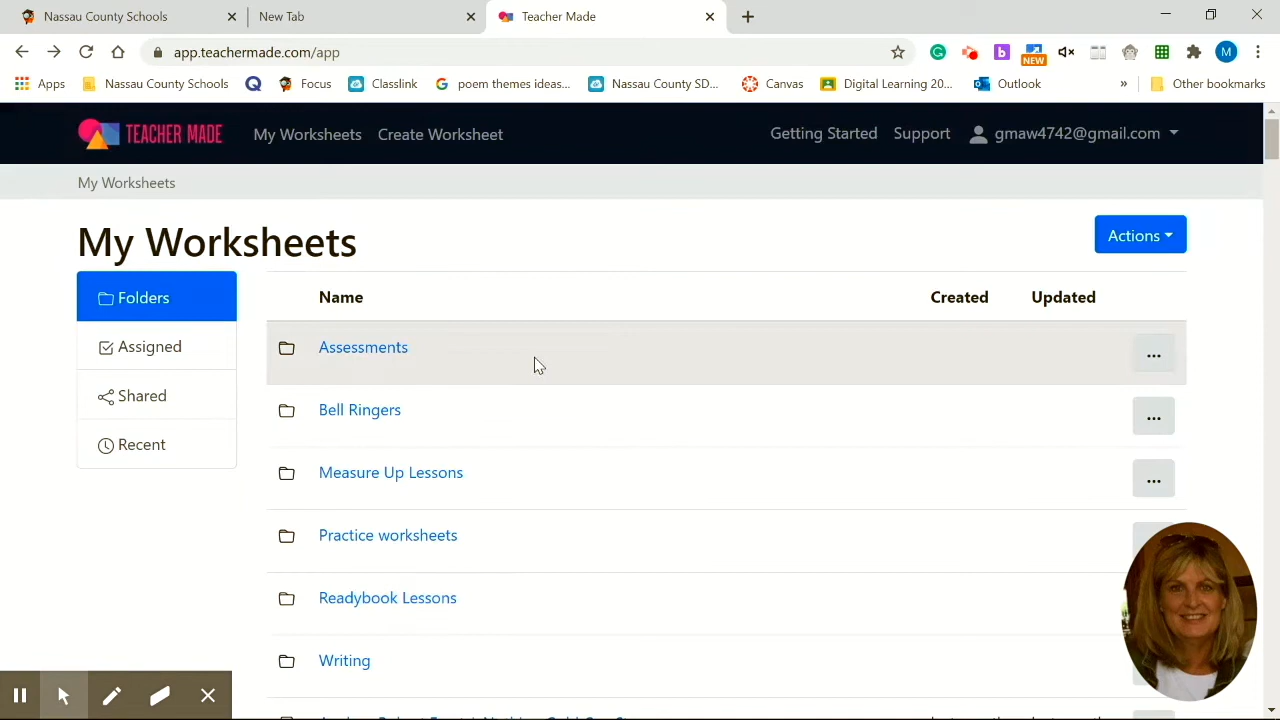 Nassau County Schools
New Tab
Teacher Made
app.teachermade.com/app
NEW
M
Apps
Nassau County Schools
Focus
Classlink
poem themes ideas...
Nassau County SD...
Canvas
Digital Learning 20...
Outlook
»
Other bookmarks
TEACHER MADE
My Worksheets
Create Worksheet
Getting Started
Support
gmaw4742@gmail.com
My Worksheets
My Worksheets
Actions
Folders
Assigned
Shared
Recent
Name Created Updated
Assessments
...
Bell Ringers
...
Measure Up Lessons
...
Practice worksheets
Readybook Lessons
Writing